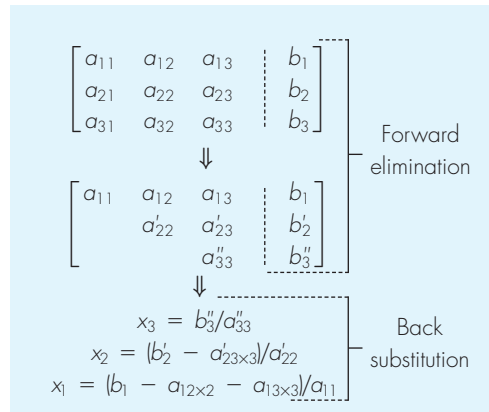 a₁₁ a₁₂ a₁₃ b₁
a₂₁ a₂₂ a₂₃ b₂
a₃₁ a₃₂ a₃₃ b₃
Forward
elimination
⇓
a₁₁ a₁₂ a₁₃ b₁
a′₂₂ a′₂₃ b′₂
a″₃₃ b″₃
⇓
x₃ = b″₃/a″₃₃
x₂ = (b′₂ − a′₂₃ₓ₃)/a′₂₂
x₁ = (b₁ − a₁₂ₓ₂ − a₁₃ₓ₃)/a₁₁
Back
substitution